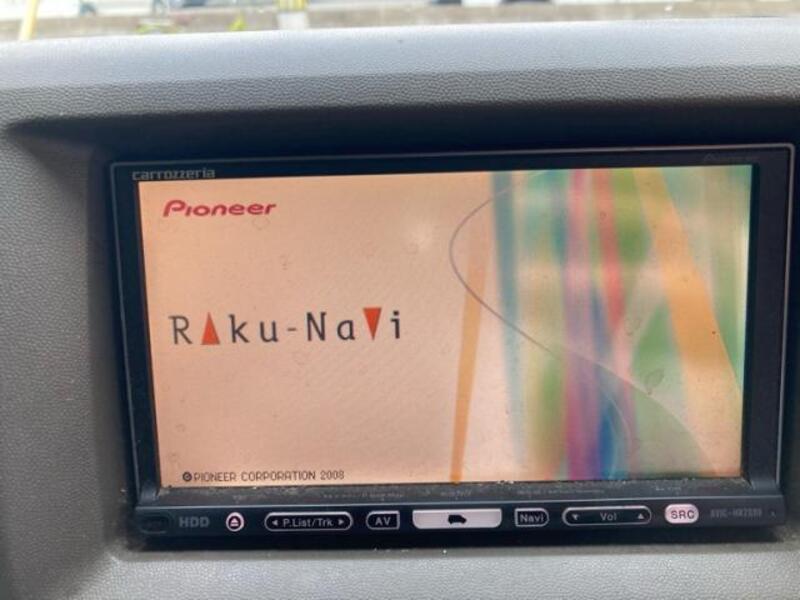 carrozzeria
Pioneer
Raku-Navi
© PIONEER CORPORATION 2008
HDD
P.List/Trk
AV
Navi
Vol
SRC